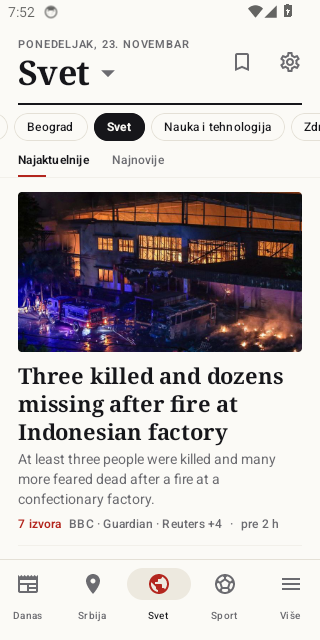 7:52
PONEDELJAK, 23. NOVEMBAR
Svet
Beograd
Svet
Nauka i tehnologija
Zdr
Najaktuelnije
Najnovije
Three killed and dozens
missing after fire at
Indonesian factory
At least three people were killed and many
more feared dead after a fire at a
confectionary factory.
7 izvora BBC · Guardian · Reuters +4 · pre 2 h
Danas
Srbija
Svet
Sport
Više